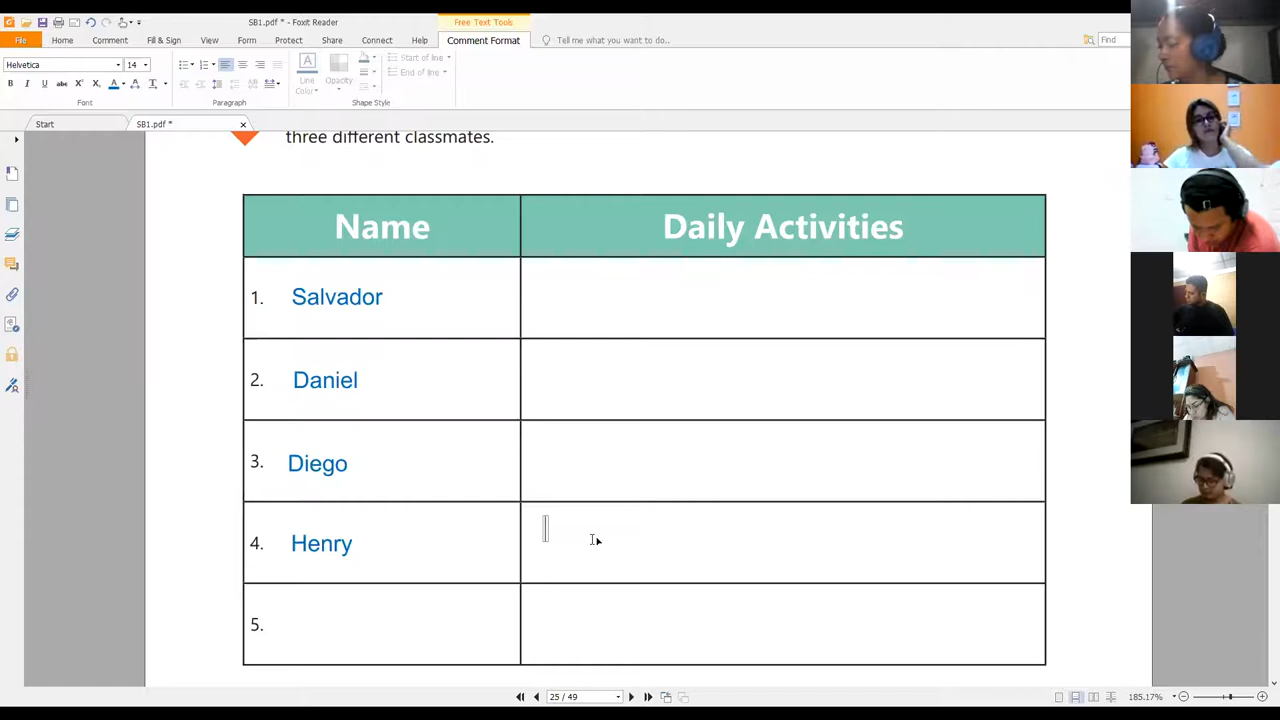 SB1.pdf * - Foxit Reader
Free Text Tools
File Home Comment Fill & Sign View Form Protect Share Connect Help Comment Format Tell me what you want to do.. Find
Helvetica 14 Start of line
Line Color Opacity End of line
Font Paragraph Shape Style
Start SB1.pdf *
three different classmates.
Name Daily Activities
1. Salvador
2. Daniel
3. Diego
4. Henry
5.
25 / 49 185.17%